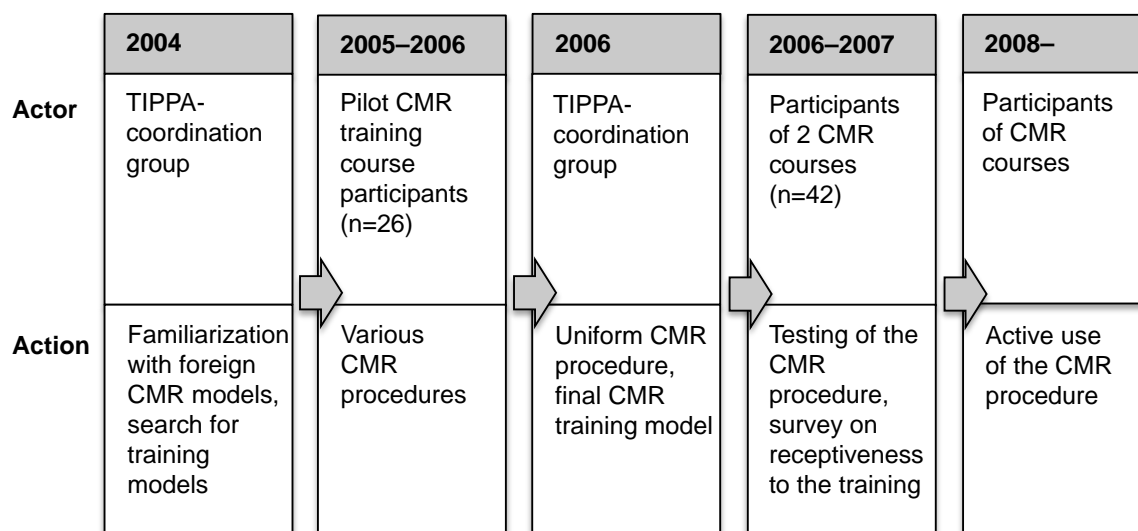 2004
2005–2006
2006
2006–2007
2008–
Actor
TIPPA-
coordination
group
Pilot CMR
training
course
participants
(n=26)
TIPPA-
coordination
group
Participants
of 2 CMR
courses
(n=42)
Participants
of CMR
courses
Action
Familiarization
with foreign
CMR models,
search for
training
models
Various
CMR
procedures
Uniform CMR
procedure,
final CMR
training model
Testing of the
CMR
procedure,
survey on
receptiveness
to the training
Active use
of the CMR
procedure